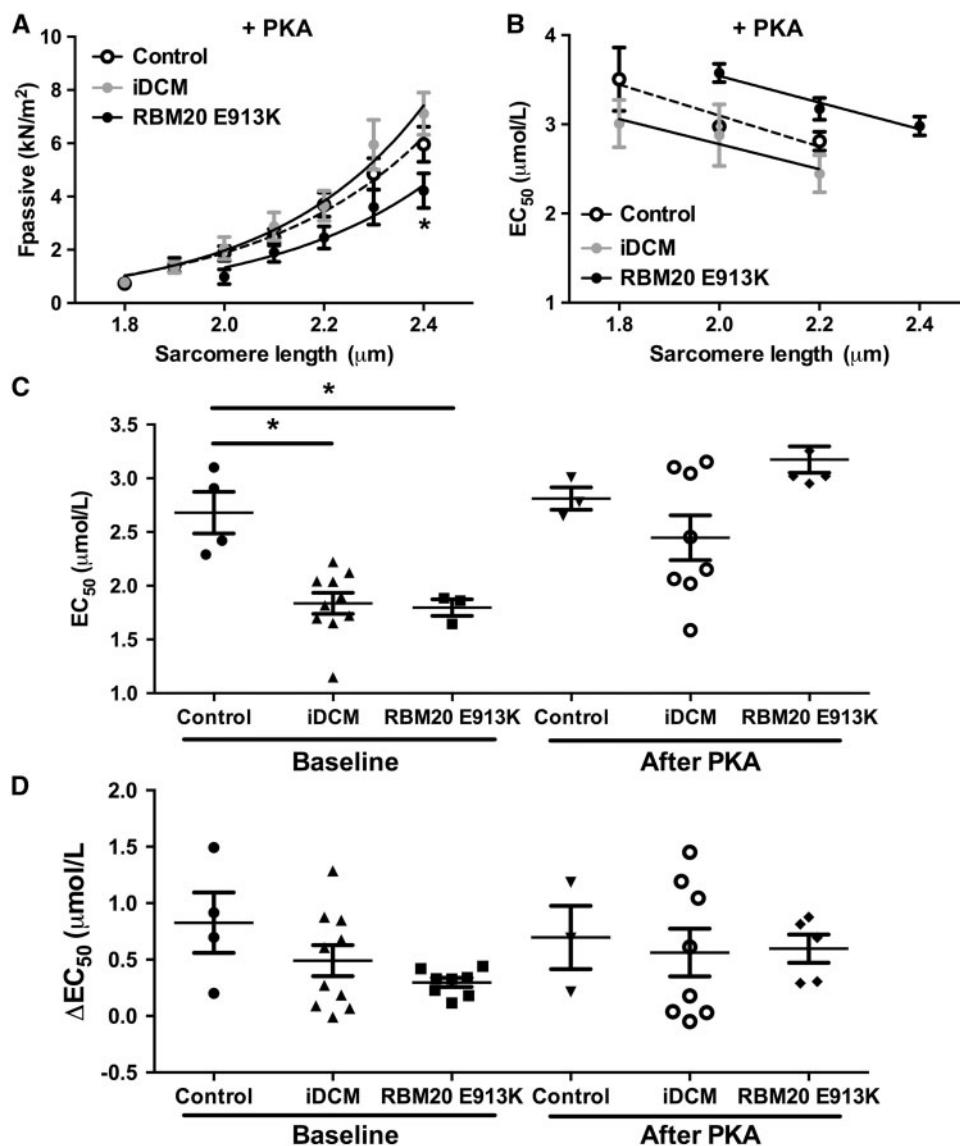 A
+ PKA
Control
iDCM
RBM20 E913K
Fpassive (kN/m²)
10
8
6
4
2
0
*
1.8 2.0 2.2 2.4
Sarcomere length (μm)
B
+ PKA
EC₅₀ (μmol/L)
4
3
2
Control
iDCM
RBM20 E913K
1.8 2.0 2.2 2.4
Sarcomere length (μm)
C
*
*
EC₅₀ (μmol/L)
3.5
3.0
2.5
2.0
1.5
1.0
Control iDCM RBM20 E913K Control iDCM RBM20 E913K
Baseline After PKA
D
ΔEC₅₀ (μmol/L
2.0
1.5
1.0
0.5
0.0
-0.5
Control iDCM RBM20 E913K Control iDCM RBM20 E913K
Baseline After PKA